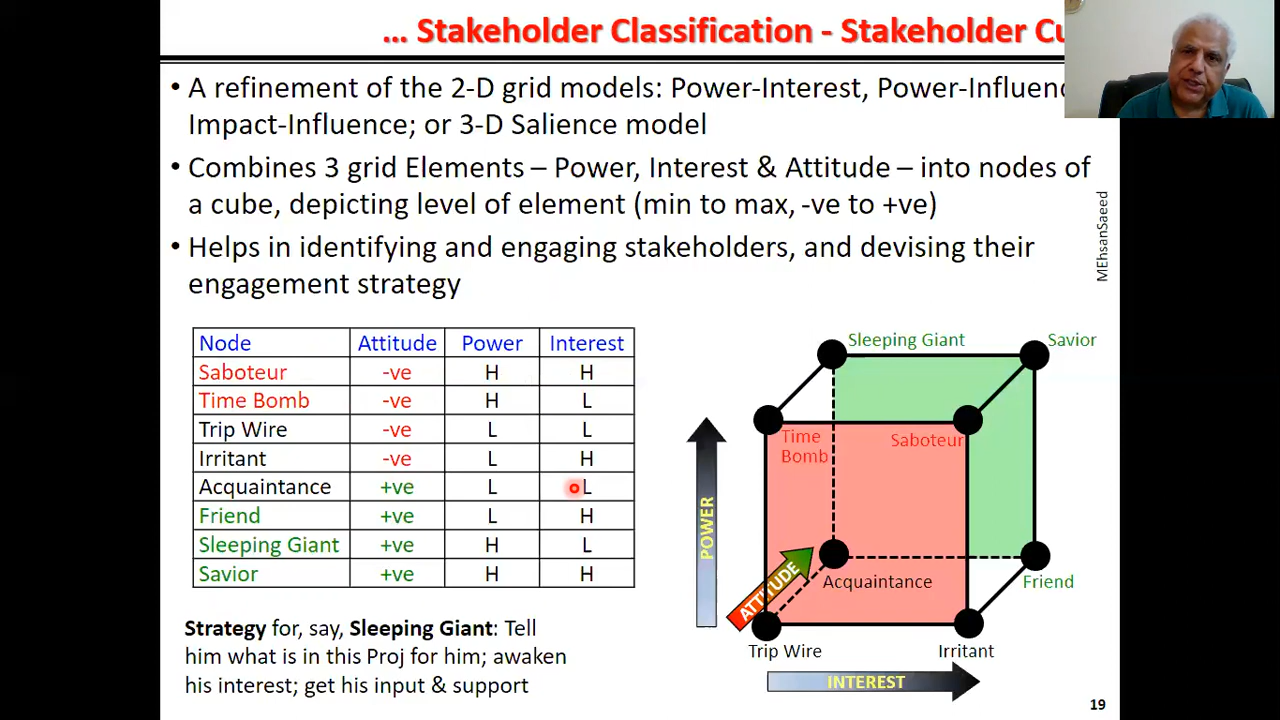 ... Stakeholder Classification - Stakeholder
• A refinement of the 2-D grid models: Power-Interest,
Impact-Influence; or 3-D Salience model
• Combines 3 grid Elements – Power, Interest & Attitude – into nodes of
a cube, depicting level of element (min to max, -ve to +ve)
• Helps in identifying and engaging stakeholders, and devising their
engagement strategy
MEhsanSaeed
Node Attitude Power Interest
Saboteur -ve H H
Time Bomb -ve H L
Trip Wire -ve L L
Irritant -ve L H
Acquaintance +ve L L
Friend +ve L H
Sleeping Giant +ve H L
Savior +ve H H
Strategy for, say, Sleeping Giant: Tell
him what is in this Proj for him; awaken
his interest; get his input & support
Sleeping Giant
Savior
Time
Bomb
Saboteur
POWER
ATTITUDE
Acquaintance
Friend
Trip Wire
Irritant
INTEREST
19